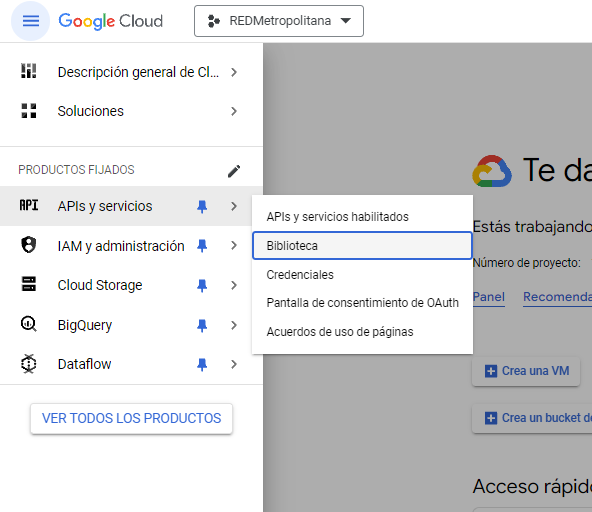 Google Cloud
REDMetropolitana
Descripción general de Cl...
Soluciones
PRODUCTOS FIJADOS
API APIs y servicios
IAM y administración
Cloud Storage
BigQuery
Dataflow
VER TODOS LOS PRODUCTOS
APIs y servicios habilitados
Biblioteca
Credenciales
Pantalla de consentimiento de OAuth
Acuerdos de uso de páginas
Te da
Estás trabajando
Número de proyecto:
Panel Recomenda
Crea una VM
Crea un bucket de
Acceso rápido